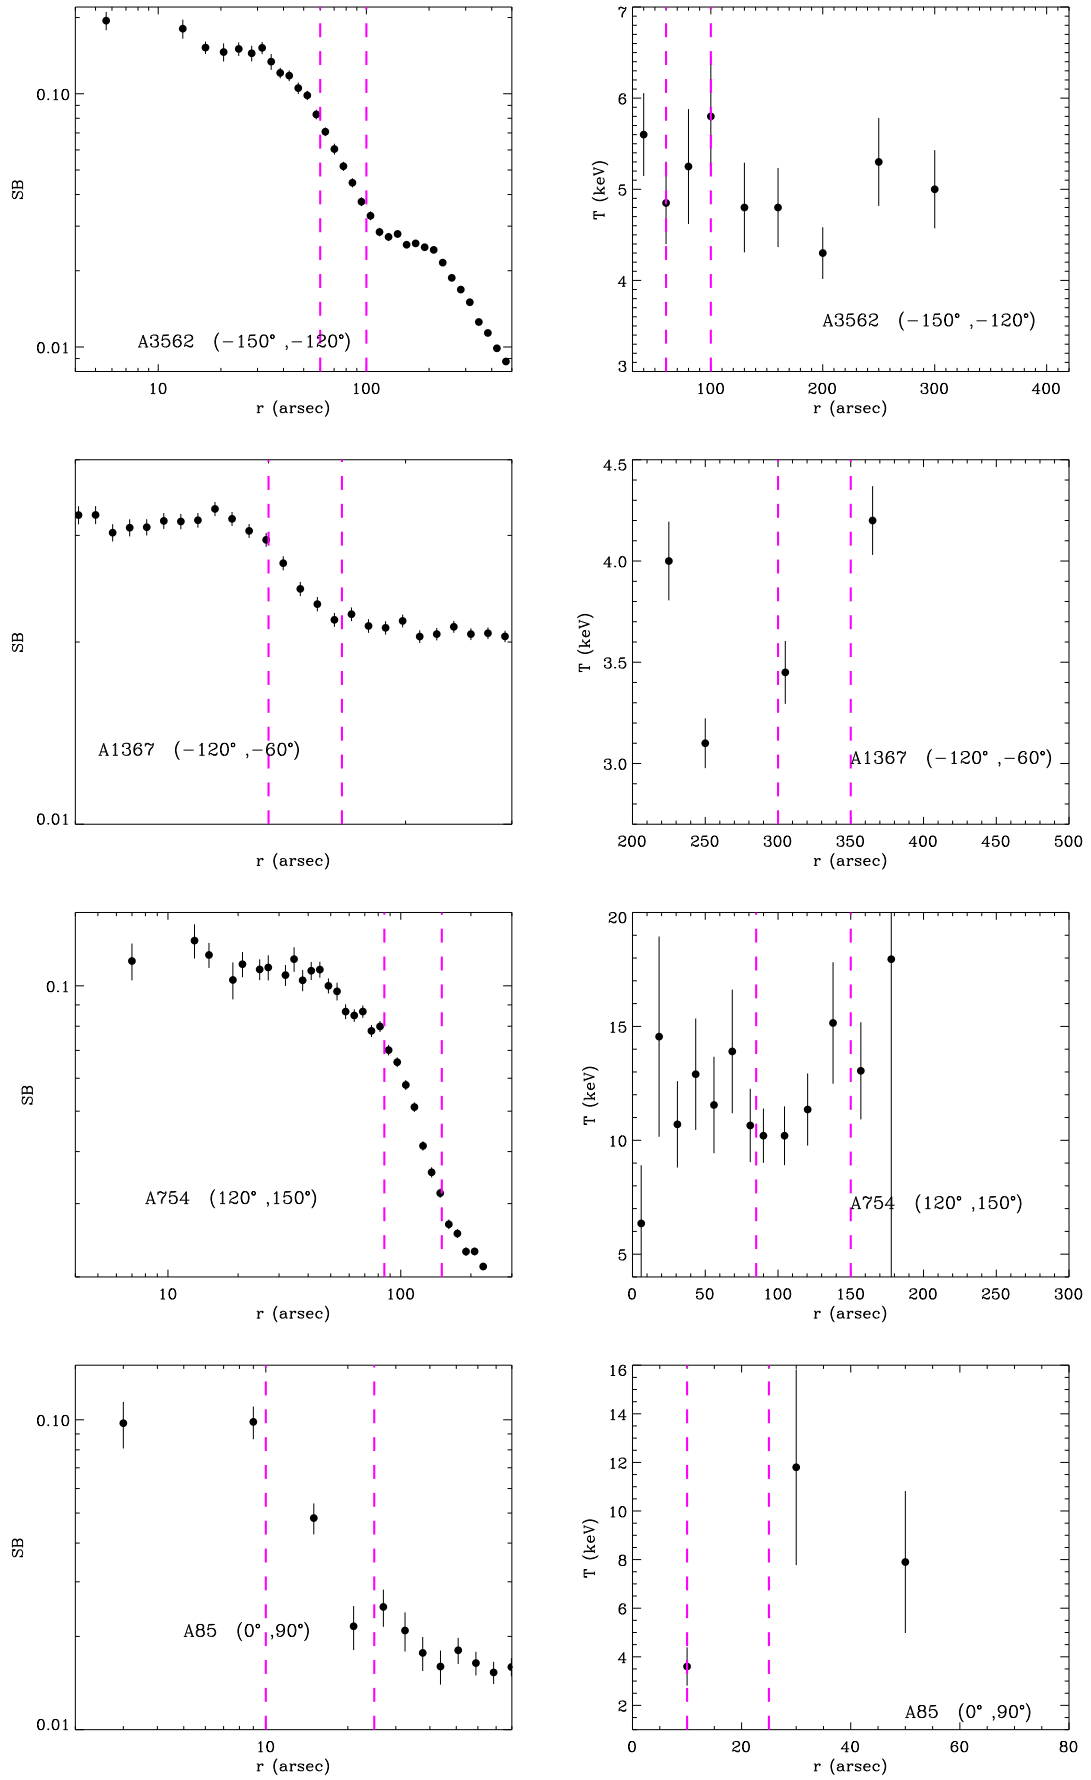 0.10
0.01
SB
A3562 (−150° ,−120°)
10 100
r (arsec)
7
6
5
4
3
T (keV)
A3562 (−150° ,−120°)
100 200 300 400
r (arsec)
SB
0.01
A1367 (−120° ,−60°)
r (arsec)
4.5
4.0
3.5
3.0
T (keV)
A1367 (−120° ,−60°)
200 250 300 350 400 450 500
r (arsec)
0.1
SB
A754 (120° ,150°)
10 100
r (arsec)
20
15
10
5
T (keV)
A754 (120° ,150°)
0 50 100 150 200 250 300
r (arsec)
0.10
0.01
SB
A85 (0° ,90°)
10
r (arsec)
16
14
12
10
8
6
4
2
T (keV)
A85 (0° ,90°)
0 20 40 60 80
r (arsec)